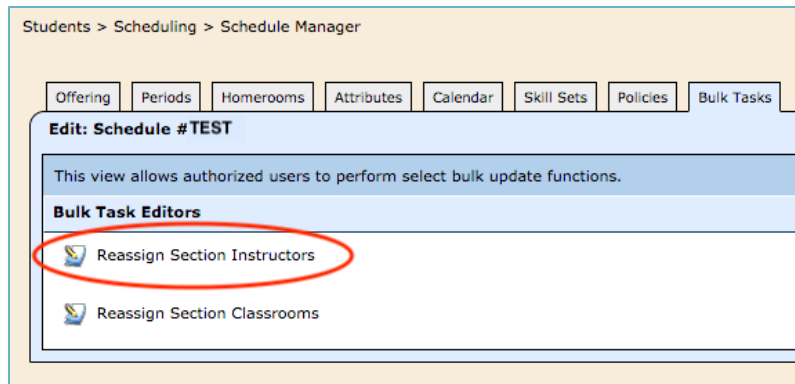 Students > Scheduling > Schedule Manager
Offering Periods Homerooms Attributes Calendar Skill Sets Policies Bulk Tasks
Edit: Schedule #TEST
This view allows authorized users to perform select bulk update functions.
Bulk Task Editors
Reassign Section Instructors
Reassign Section Classrooms